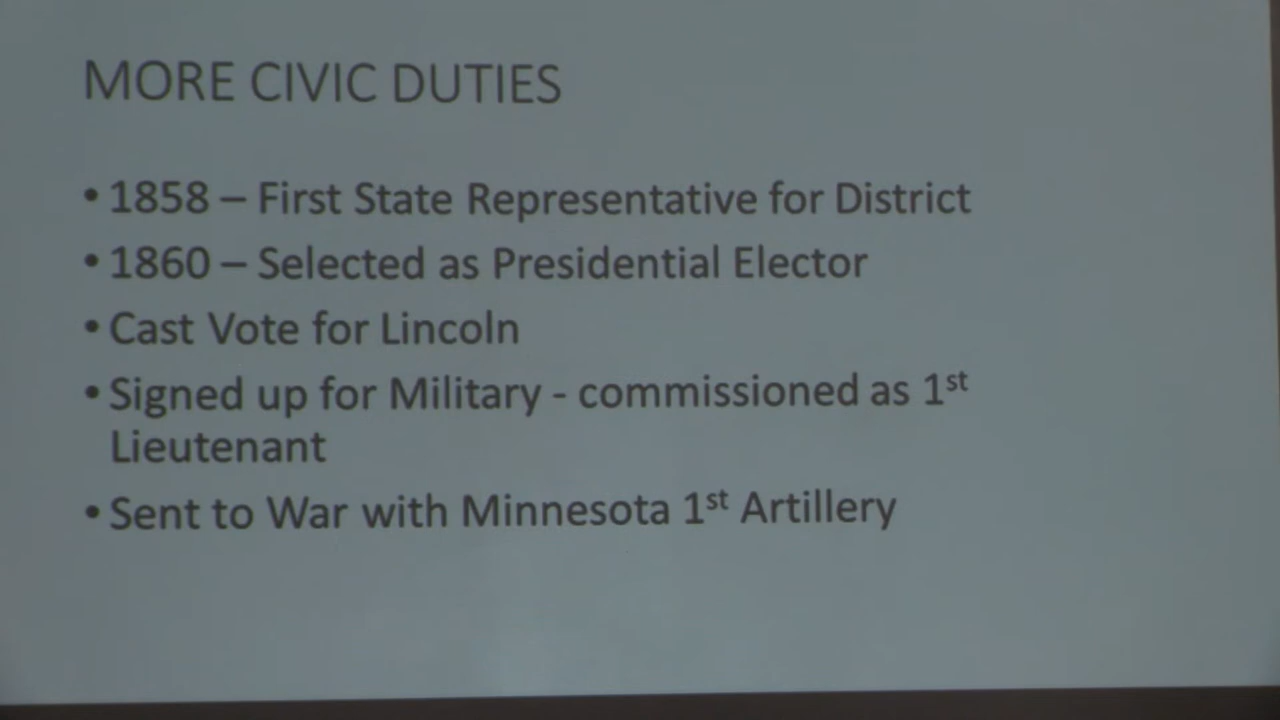 MORE CIVIC DUTIES
• 1858 – First State Representative for District
• 1860 – Selected as Presidential Elector
• Cast Vote for Lincoln
• Signed up for Military - commissioned as 1st
Lieutenant
• Sent to War with Minnesota 1st Artillery